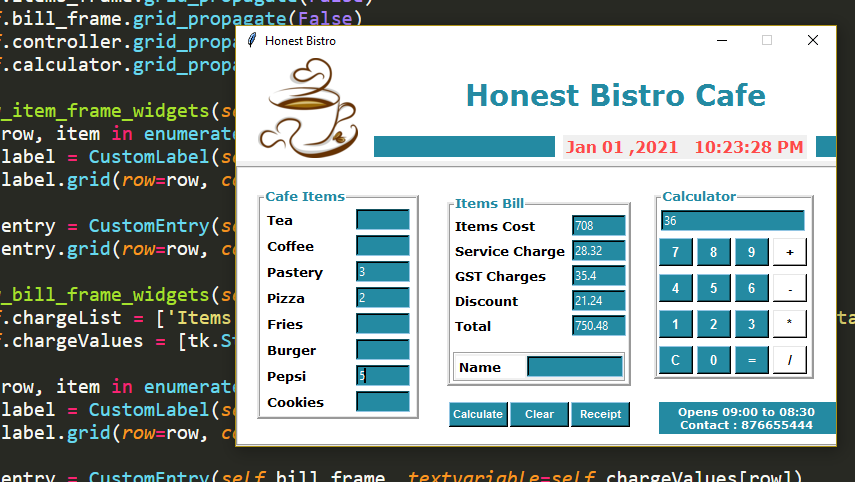 .items_frame.grid_propagate(False)
f.bill_frame.grid_propagate(False)
f.controller.grid_propa
f.calculator.grid_propa
_item_frame_widgets(se
row, item in enumerate
label = CustomLabel(se
label.grid(row=row, co
entry = CustomEntry(se
entry.grid(row=row, co
_bill_frame_widgets(se
f.chargeList = ['Items
f.chargeValues = [tk.St
row, item in enumerate
label = CustomLabel(se
label.grid(row=row, co
entry = CustomEntry(self.bill_frame, textvariable=self.chargeValues[row])
Honest Bistro
Honest Bistro Cafe
Jan 01 ,2021 10:23:28 PM
Cafe Items
Tea
Coffee
Pastery 3
Pizza 2
Fries
Burger
Pepsi 5
Cookies
Items Bill
Items Cost 708
Service Charge 28.32
GST Charges 35.4
Discount 21.24
Total 750.48
Name
Calculate Clear Receipt
Calculator
36
7 8 9 +
4 5 6 -
1 2 3 *
C 0 = /
Opens 09:00 to 08:30
Contact : 876655444